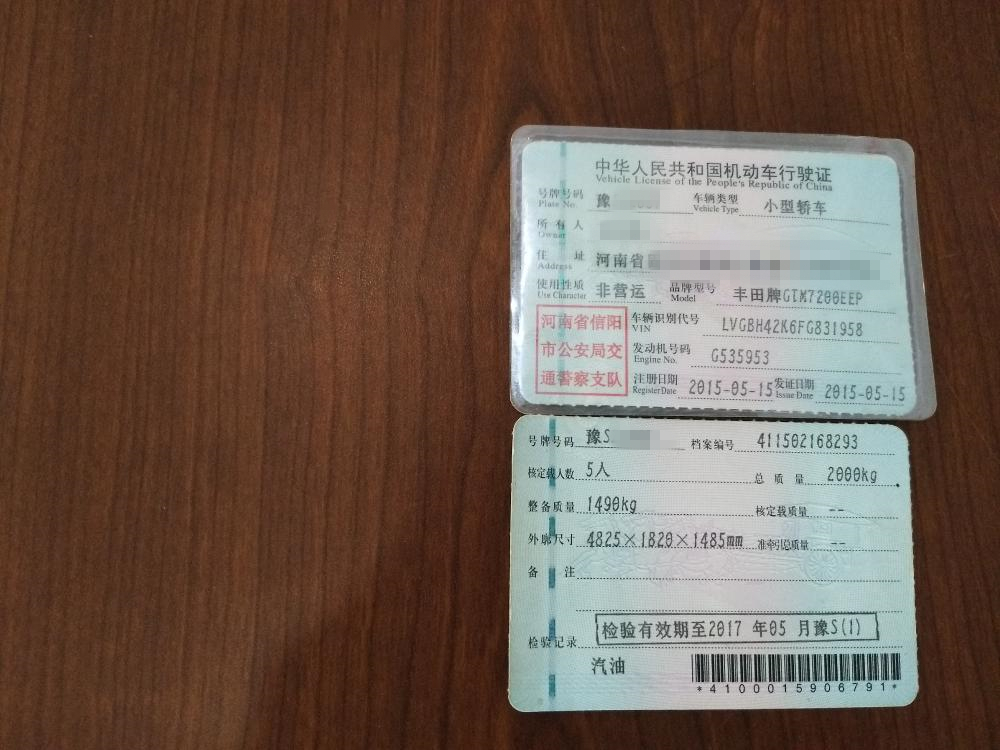 中华人民共和国机动车行驶证
Vehicle License of the People's Republic of China
号牌号码 豫 车辆类型 小型轿车
Plate No. Vehicle Type
所有人
Owner
住址 河南省
Address
使用性质 非营运 品牌型号 丰田牌GTM7200EEP
Use Character Model
河南省信阳
市公安局交
通警察支队
车辆识别代号 LVGBH42K6FG831958
VIN
发动机号码 G535953
Engine No.
注册日期 2015-05-15 发证日期 2015-05-15
Register Date Issue Date
号牌号码 豫S 档案编号 411502168293
核定载人数 5人 总质量 2000kg
整备质量 1490kg 核定载质量 --
外廓尺寸 4825×1820×1485mm 准牵引总质量 --
备注
检验记录 检验有效期至2017 年05 月豫S(1)
汽油
*4100015906791*